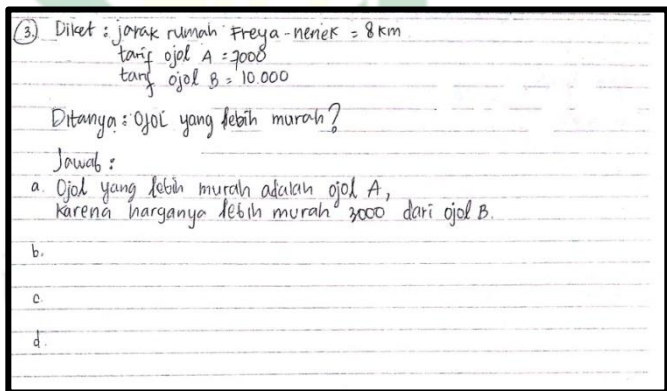 3. Diket : jarak rumah Freya - nenek = 8 km
tarif ojol A = 7000
tarif ojol B = 10.000
Ditanya : Ojol yang lebih murah?
Jawab :
a. Ojol yang lebih murah adalah ojol A,
karena harganya lebih murah 3000 dari ojol B.
b.
c.
d.